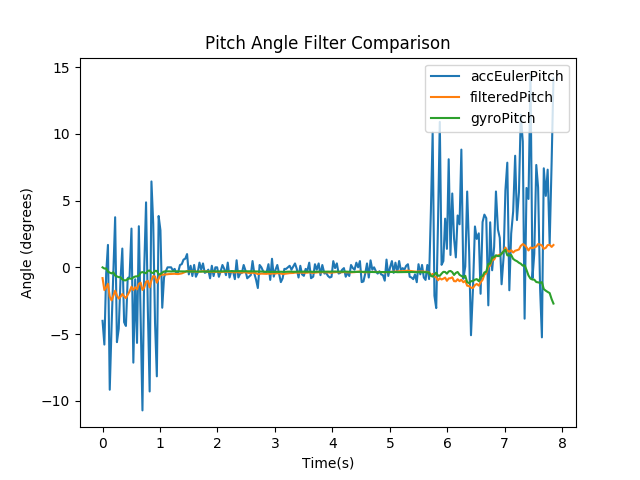 Pitch Angle Filter Comparison
accEulerPitch
filteredPitch
gyroPitch
15
10
5
0
−5
−10
Angle (degrees)
0 1 2 3 4 5 6 7 8
Time(s)